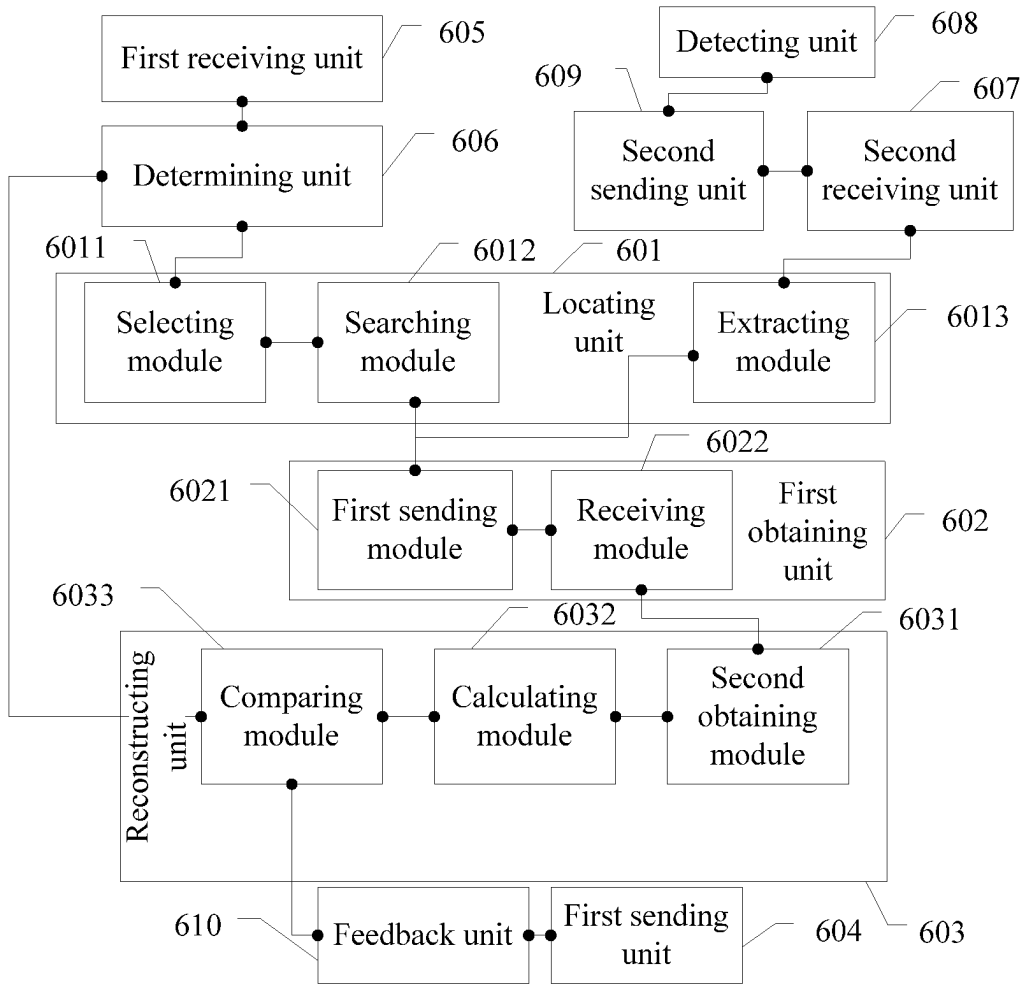 First receiving unit
605
Detecting unit
608
609
607
Determining unit
606
Second
sending unit
Second
receiving unit
6011
6012
601
Selecting
module
Searching
module
Locating
unit
Extracting
module
6013
6021
6022
First sending
module
Receiving
module
First
obtaining
unit
602
6033
6032
6031
Reconstructing
unit
Comparing
module
Calculating
module
Second
obtaining
module
610
Feedback unit
First sending
unit
604
603